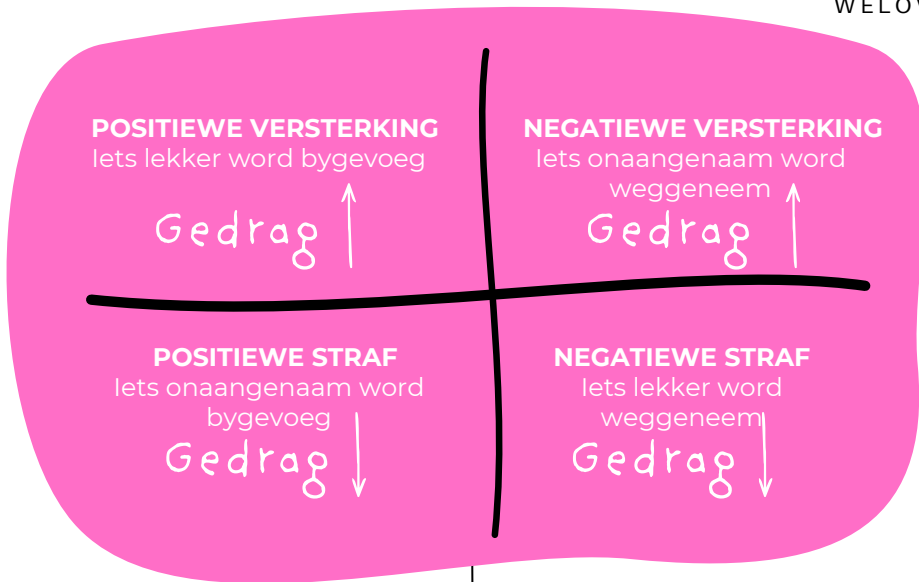 WELOV
POSITIEWE VERSTERKING
Iets lekker word bygevoeg
Gedrag
NEGATIEWE VERSTERKING
Iets onaangenaam word
weggeneem
Gedrag
POSITIEWE STRAF
Iets onaangenaam word
bygevoeg
Gedrag
NEGATIEWE STRAF
Iets lekker word
weggeneem
Gedrag